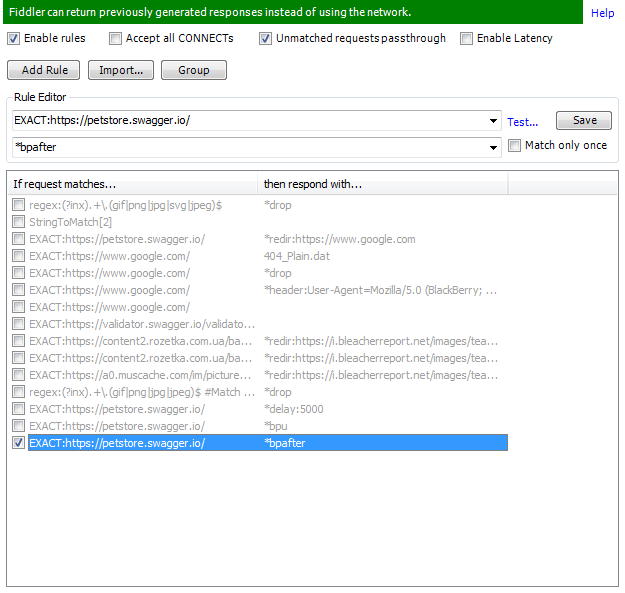 Fiddler can return previously generated responses instead of using the network.
Help
Enable rules Accept all CONNECTs Unmatched requests passthrough Enable Latency
Add Rule Import... Group
Rule Editor
EXACT:https://petstore.swagger.io/ Test... Save
*bpafter Match only once
If request matches... then respond with...
regex:(?inx).+\.(gif|png|jpg|svg|jpeg)$ *drop
StringToMatch[2]
EXACT:https://petstore.swagger.io/ *redir:https://www.google.com
EXACT:https://www.google.com/ 404_Plain.dat
EXACT:https://www.google.com/ *drop
EXACT:https://www.google.com/ *header:User-Agent=Mozilla/5.0 (BlackBerry; ...
EXACT:https://www.google.com/
EXACT:https://validator.swagger.io/validato...
EXACT:https://content2.rozetka.com.ua/ba... *redir:https://i.bleacherreport.net/images/tea...
EXACT:https://content2.rozetka.com.ua/ba... *redir:https://i.bleacherreport.net/images/tea...
EXACT:https://a0.muscache.com/im/picture... *redir:https://i.bleacherreport.net/images/tea...
regex:(?inx).+\.(gif|png|jpg|jpeg)$ #Match ... *drop
EXACT:https://petstore.swagger.io/ *delay:5000
EXACT:https://petstore.swagger.io/ *bpu
EXACT:https://petstore.swagger.io/ *bpafter